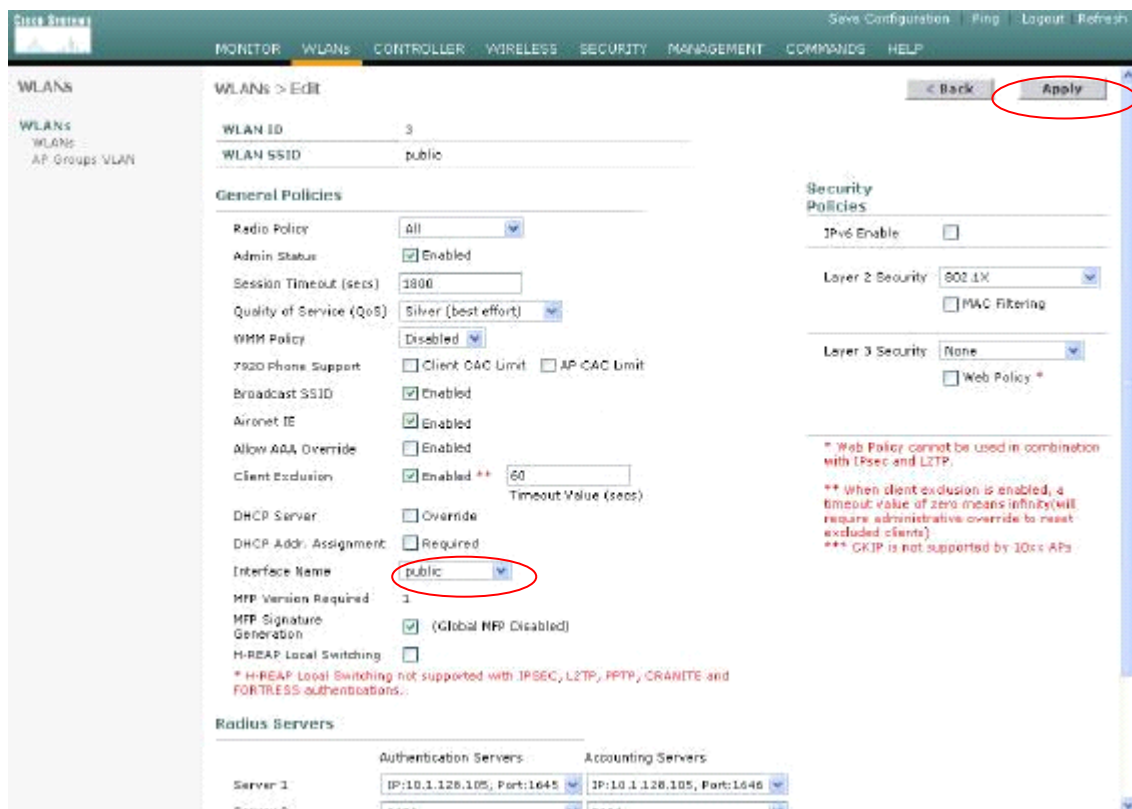 Cisco Systems
Save Configuration Ping Logout Refresh
MONITOR WLANs CONTROLLER WIRELESS SECURITY MANAGEMENT COMMANDS HELP
WLANs
WLANs > Edit
< Back Apply
WLANs
WLANs
AP Groups VLAN
WLAN ID 3
WLAN SSID public
General Policies
Radio Policy All
Admin Status Enabled
Session Timeout (secs) 1800
Quality of Service (QoS) Silver (best effort)
WMM Policy Disabled
7920 Phone Support Client CAC Limit AP CAC Limit
Broadcast SSID Enabled
Aironet IE Enabled
Allow AAA Override Enabled
Client Exclusion Enabled ** 60
Timeout Value (secs)
DHCP Server Override
DHCP Addr. Assignment Required
Interface Name public
MFP Version Required 1
MFP Signature
Generation (Global MFP Disabled)
H-REAP Local Switching
* H-REAP Local Switching not supported with IPSEC, L2TP, PPTP, CRANITE and
FORTRESS authentications.
Security
Policies
IPv6 Enable
Layer 2 Security 802.1X
MAC Filtering
Layer 3 Security None
Web Policy *
* Web Policy cannot be used in combination
with IPsec and L2TP.
** When client exclusion is enabled, a
timeout value of zero means infinity(will
require administrative override to reset
excluded clients)
*** CKIP is not supported by 10xx APs
Radius Servers
Authentication Servers Accounting Servers
Server 1 IP:10.1.128.105, Port:1645 IP:10.1.128.105, Port:1646